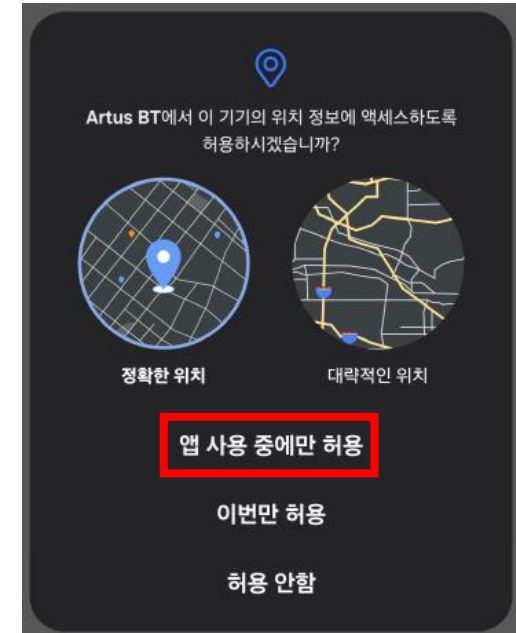 Artus BT에서 이 기기의 위치 정보에 액세스하도록
허용하시겠습니까?
정확한 위치
대략적인 위치
앱 사용 중에만 허용
이번만 허용
허용 안함